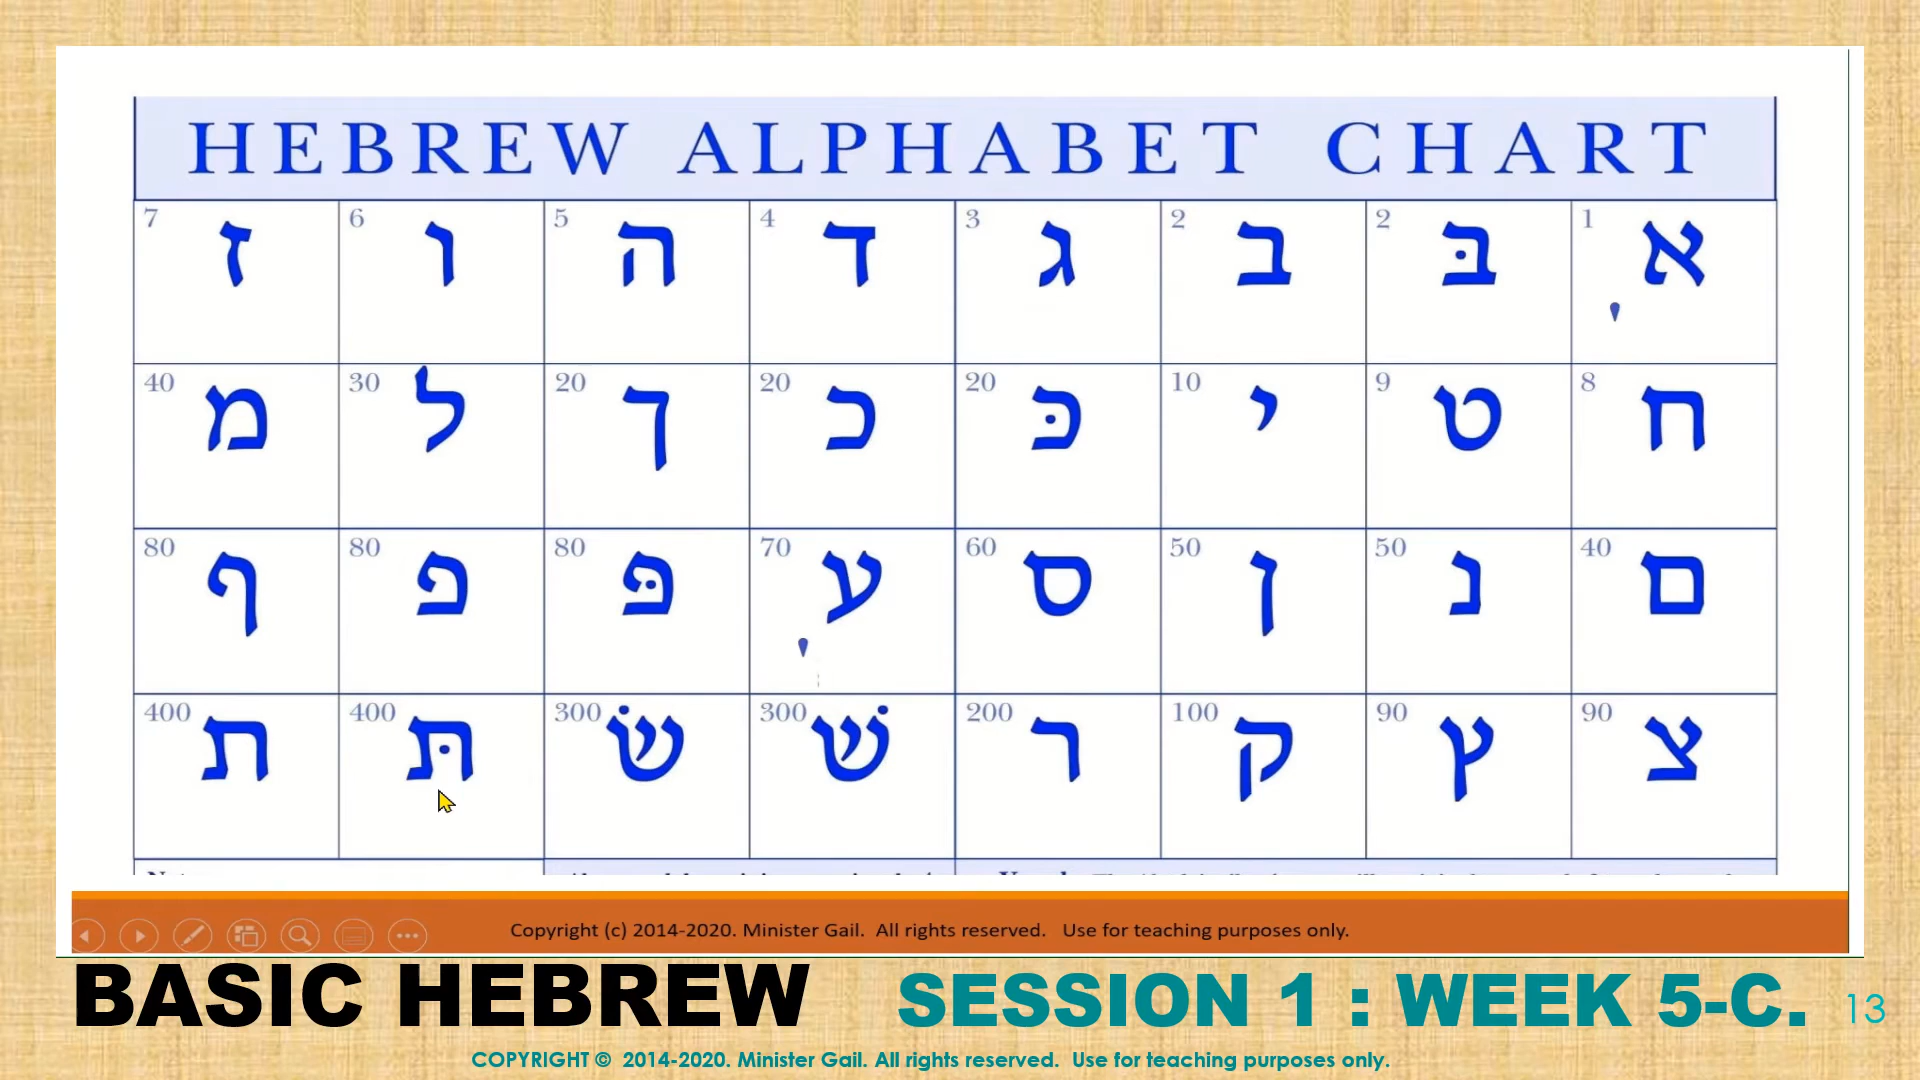 HEBREW ALPHABET CHART
1 א 2 בּ 2 ב 3 ג 4 ד 5 ה 6 ו 7 ז
8 ח 9 ט 10 י 20 כּ 20 כ 20 ך 30 ל 40 מ
40 ם 50 נ 50 ן 60 ס 70 ע 80 פּ 80 פ 80 ף
90 צ 90 ץ 100 ק 200 ר 300 שׁ 300 שׂ 400 תּ 400 ת
Copyright (c) 2014-2020. Minister Gail. All rights reserved. Use for teaching purposes only.
BASIC HEBREW SESSION 1 : WEEK 5-C. 13
COPYRIGHT © 2014-2020. Minister Gail. All rights reserved. Use for teaching purposes only.